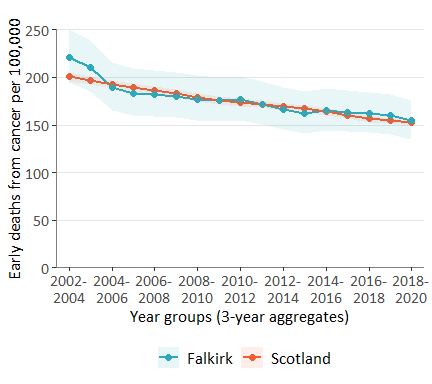 Early deaths from cancer per 100,000
250
200
150
100
50
0
2002- 2004- 2006- 2008- 2010- 2012- 2014- 2016- 2018-
2004 2006 2008 2010 2012 2014 2016 2018 2020
Year groups (3-year aggregates)
Falkirk Scotland